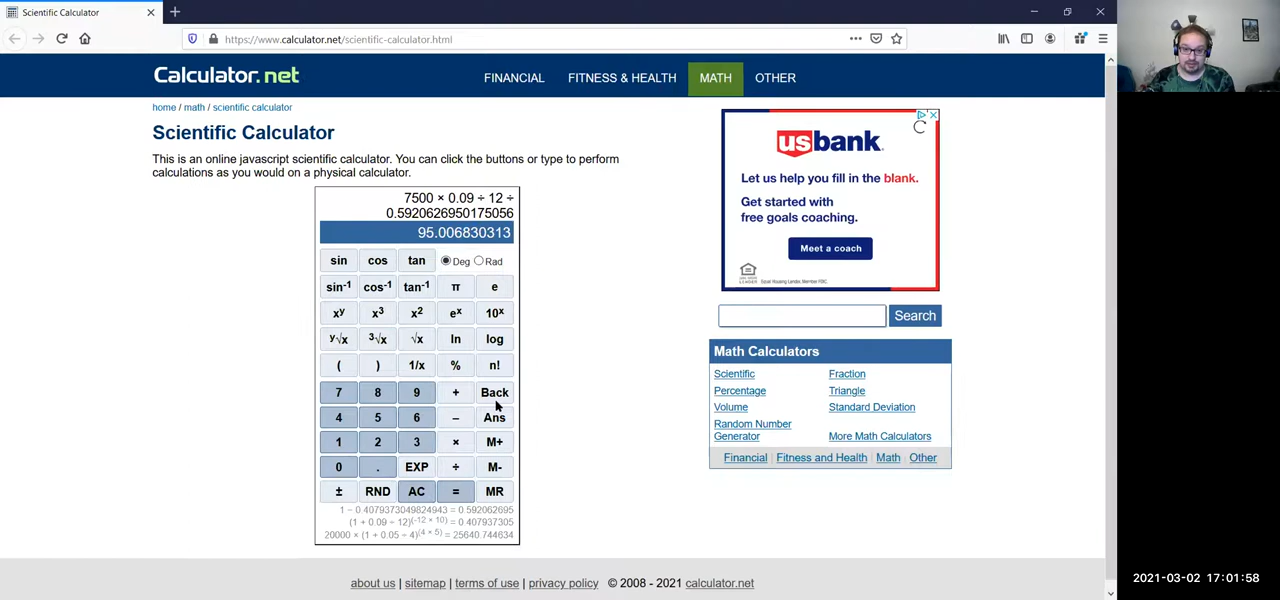 Scientific Calculator
https://www.calculator.net/scientific-calculator.html
Calculator.net
FINANCIAL FITNESS & HEALTH MATH OTHER
home / math / scientific calculator
Scientific Calculator
This is an online javascript scientific calculator. You can click the buttons or type to perform
calculations as you would on a physical calculator.
7500 × 0.09 ÷ 12 ÷
0.5920626950175056
95.006830313
sin cos tan Deg Rad
sin-1 cos-1 tan-1 π e
xy x3 x2 ex 10x
y√x 3√x √x ln log
( ) 1/x % n!
7 8 9 + Back
4 5 6 – Ans
1 2 3 × M+
0 . EXP ÷ M-
± RND AC = MR
1 − 0.4079373049824943 = 0.592062695
(1 + 0.09 ÷ 12)(-12 × 10) = 0.407937305
20000 × (1 + 0.05 ÷ 4)(4 × 5) = 25640.744634
usbank.
Let us help you fill in the blank.
Get started with
free goals coaching.
Meet a coach
Search
Math Calculators
Scientific Fraction
Percentage Triangle
Volume Standard Deviation
Random Number
Generator More Math Calculators
Financial Fitness and Health Math Other
about us | sitemap | terms of use | privacy policy © 2008 - 2021 calculator.net
2021-03-02 17:01:58